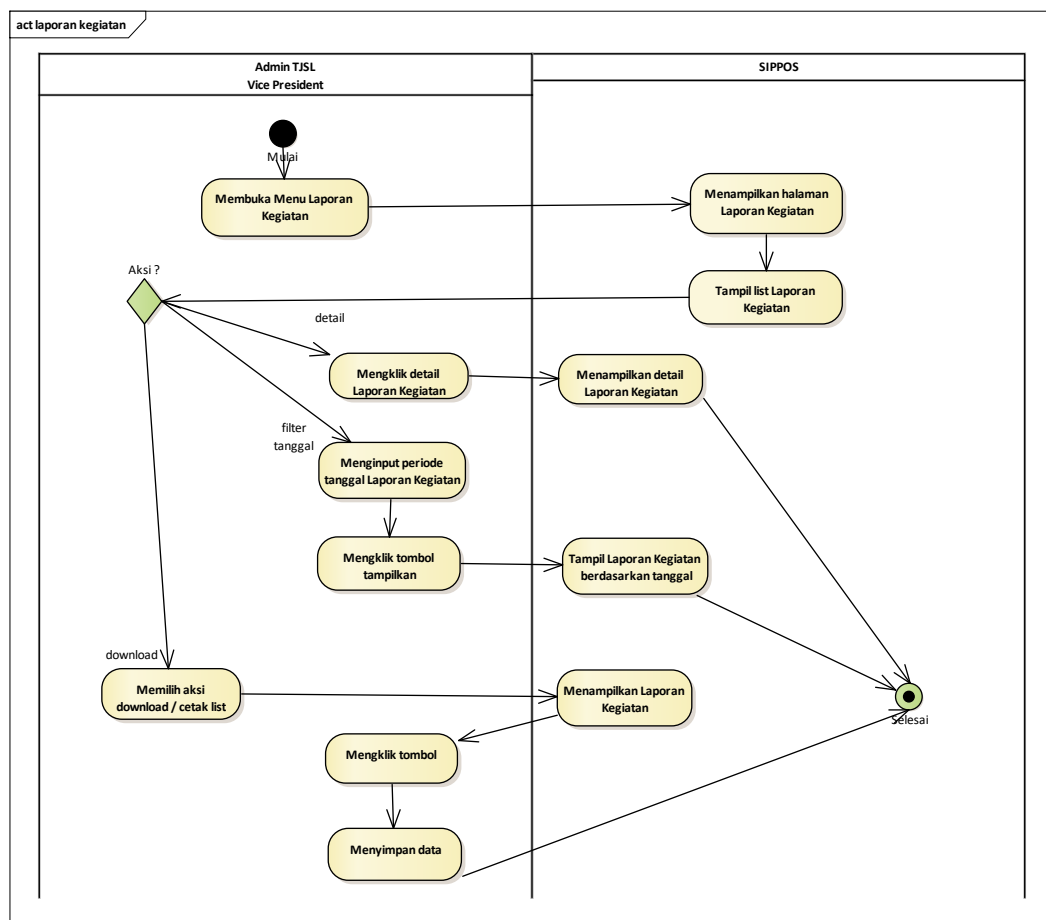 act laporan kegiatan
Admin TJSL
Vice President
SIPPOS
Mulai
Membuka Menu Laporan
Kegiatan
Menampilkan halaman
Laporan Kegiatan
Aksi ?
Tampil list Laporan
Kegiatan
detail
Mengklik detail
Laporan Kegiatan
Menampilkan detail
Laporan Kegiatan
filter
tanggal
Menginput periode
tanggal Laporan Kegiatan
Mengklik tombol
tampilkan
Tampil Laporan Kegiatan
berdasarkan tanggal
download
Memilih aksi
download / cetak list
Menampilkan Laporan
Kegiatan
Selesai
Mengklik tombol
Menyimpan data